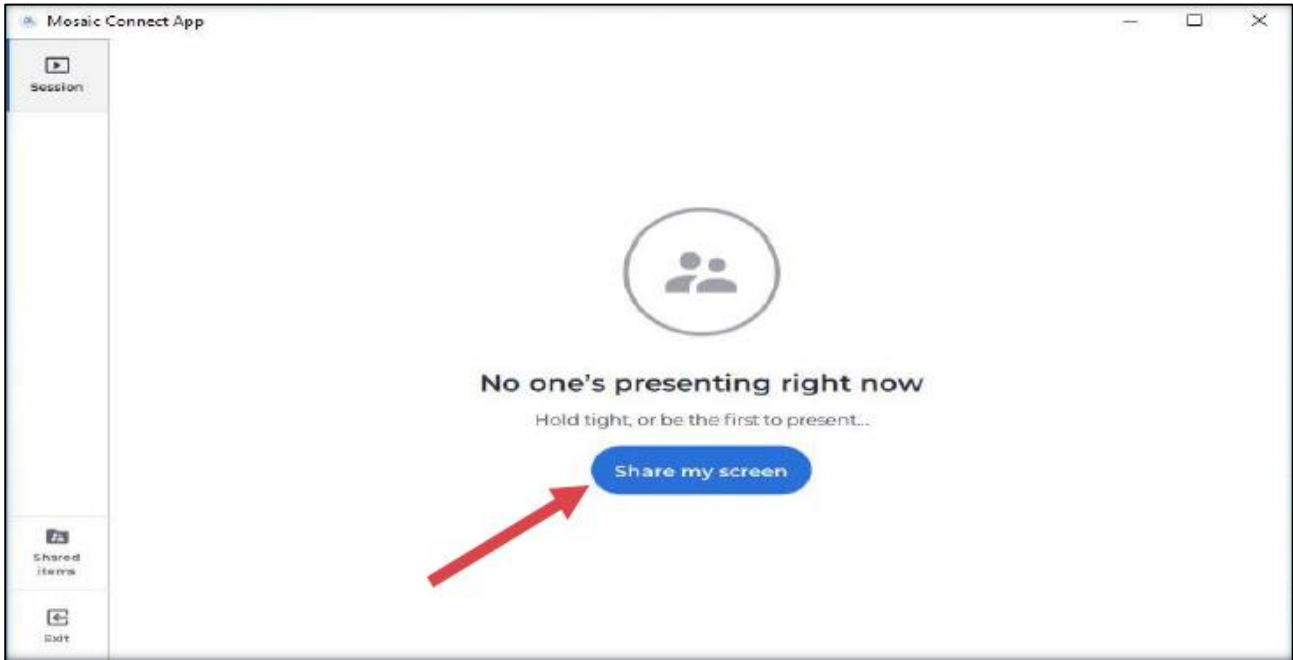 Mosaic Connect App
Session
No one's presenting right now
Hold tight, or be the first to present...
Share my screen
Shared
items
Exit